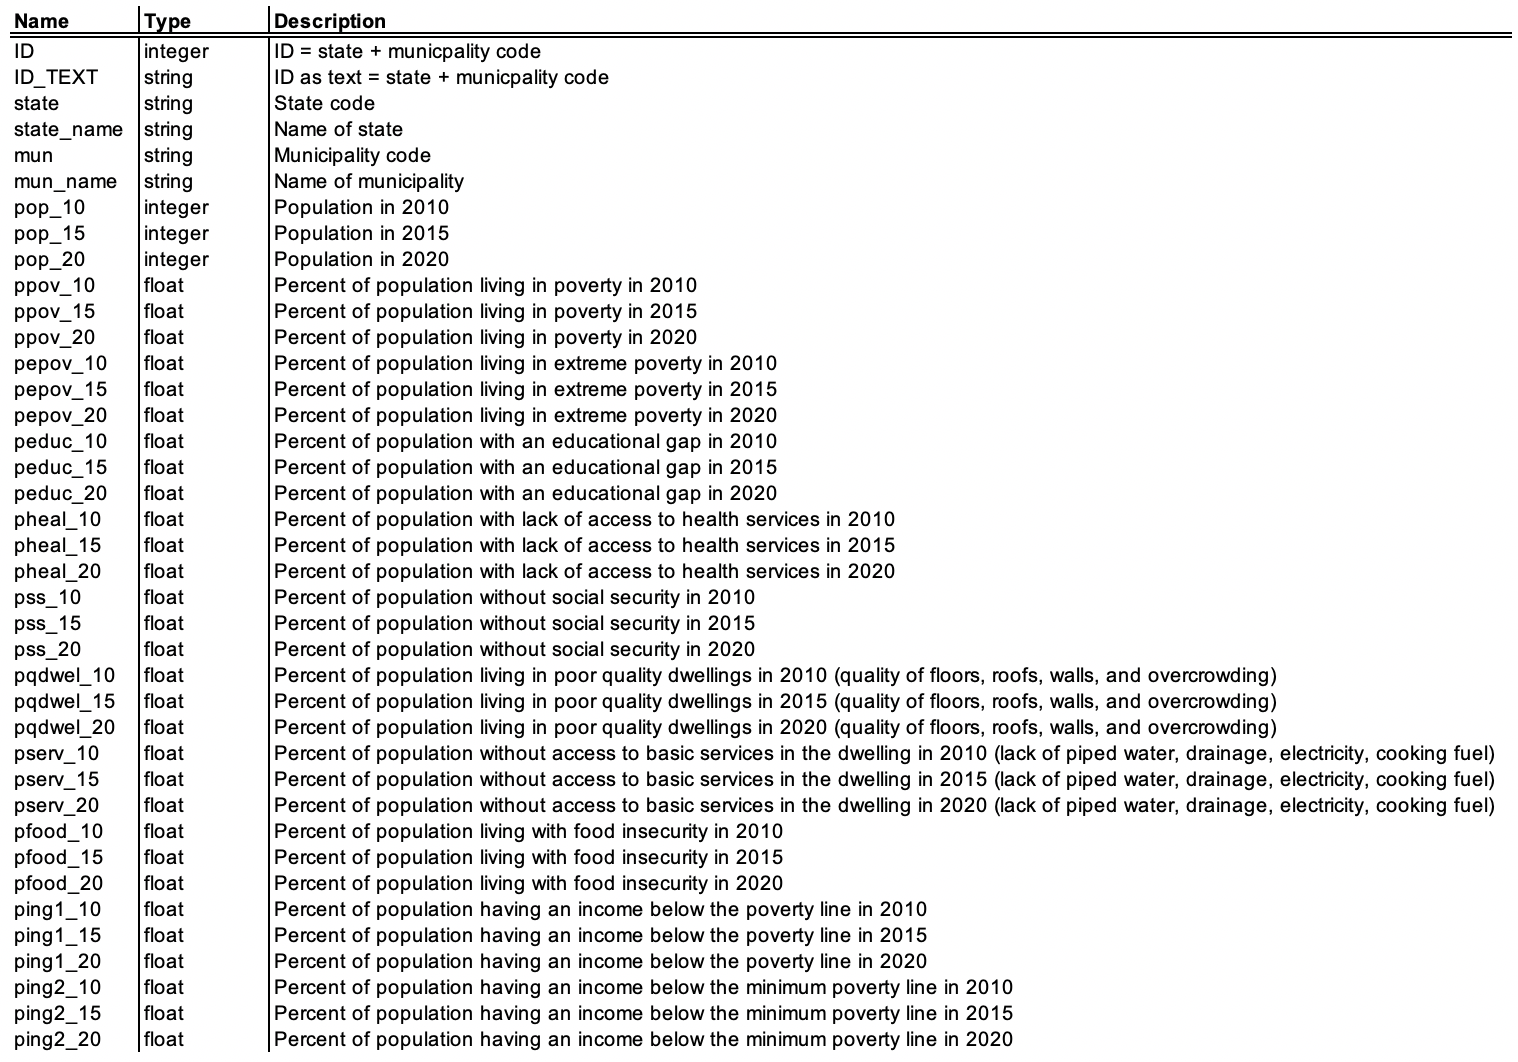 Name Type Description
ID integer ID = state + municpality code
ID_TEXT string ID as text = state + municpality code
state string State code
state_name string Name of state
mun string Municipality code
mun_name string Name of municipality
pop_10 integer Population in 2010
pop_15 integer Population in 2015
pop_20 integer Population in 2020
ppov_10 float Percent of population living in poverty in 2010
ppov_15 float Percent of population living in poverty in 2015
ppov_20 float Percent of population living in poverty in 2020
pepov_10 float Percent of population living in extreme poverty in 2010
pepov_15 float Percent of population living in extreme poverty in 2015
pepov_20 float Percent of population living in extreme poverty in 2020
peduc_10 float Percent of population with an educational gap in 2010
peduc_15 float Percent of population with an educational gap in 2015
peduc_20 float Percent of population with an educational gap in 2020
pheal_10 float Percent of population with lack of access to health services in 2010
pheal_15 float Percent of population with lack of access to health services in 2015
pheal_20 float Percent of population with lack of access to health services in 2020
pss_10 float Percent of population without social security in 2010
pss_15 float Percent of population without social security in 2015
pss_20 float Percent of population without social security in 2020
pqdwel_10 float Percent of population living in poor quality dwellings in 2010 (quality of floors, roofs, walls, and overcrowding)
pqdwel_15 float Percent of population living in poor quality dwellings in 2015 (quality of floors, roofs, walls, and overcrowding)
pqdwel_20 float Percent of population living in poor quality dwellings in 2020 (quality of floors, roofs, walls, and overcrowding)
pserv_10 float Percent of population without access to basic services in the dwelling in 2010 (lack of piped water, drainage, electricity, cooking fuel)
pserv_15 float Percent of population without access to basic services in the dwelling in 2015 (lack of piped water, drainage, electricity, cooking fuel)
pserv_20 float Percent of population without access to basic services in the dwelling in 2020 (lack of piped water, drainage, electricity, cooking fuel)
pfood_10 float Percent of population living with food insecurity in 2010
pfood_15 float Percent of population living with food insecurity in 2015
pfood_20 float Percent of population living with food insecurity in 2020
ping1_10 float Percent of population having an income below the poverty line in 2010
ping1_15 float Percent of population having an income below the poverty line in 2015
ping1_20 float Percent of population having an income below the poverty line in 2020
ping2_10 float Percent of population having an income below the minimum poverty line in 2010
ping2_15 float Percent of population having an income below the minimum poverty line in 2015
ping2_20 float Percent of population having an income below the minimum poverty line in 2020